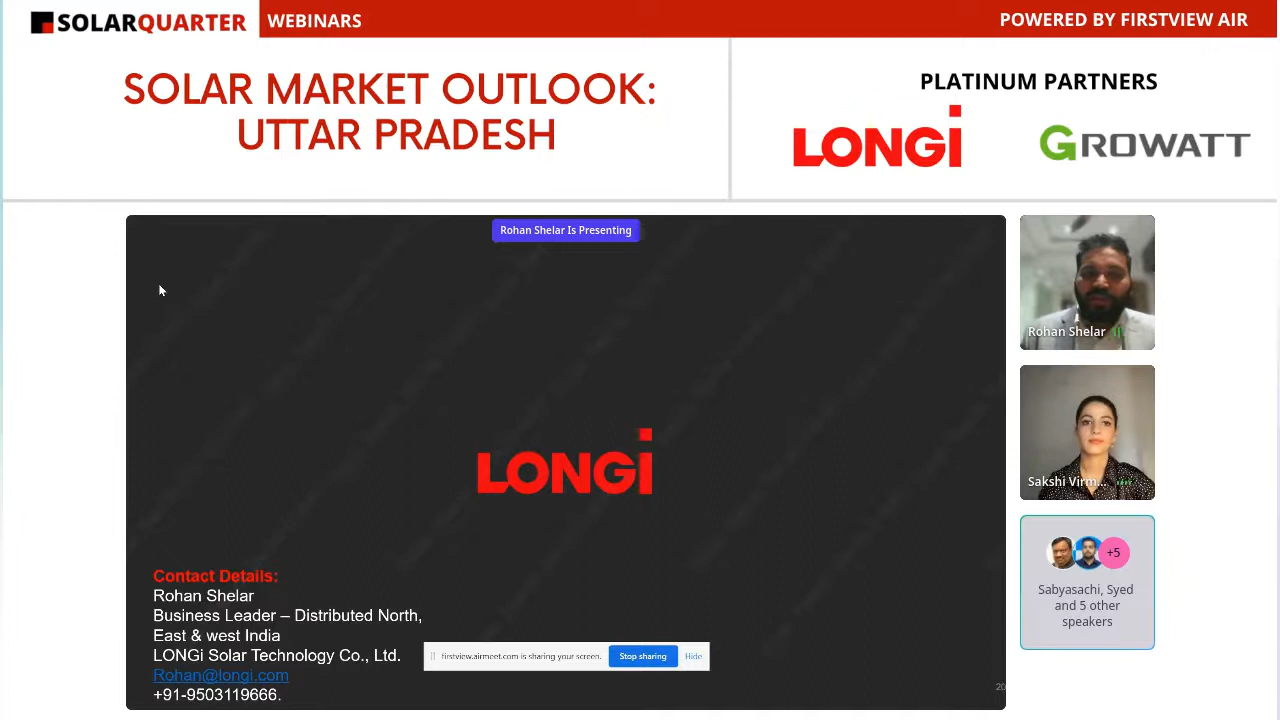 SOLARQUARTER WEBINARS
POWERED BY FIRSTVIEW AIR
SOLAR MARKET OUTLOOK:
UTTAR PRADESH
PLATINUM PARTNERS
LONGi
GROWATT
Rohan Shelar Is Presenting
LONGi
Contact Details:
Rohan Shelar
Business Leader – Distributed North,
East & west India
LONGi Solar Technology Co., Ltd.
Rohan@longi.com
+91-9503119666.
firstview.airmeet.com is sharing your screen. Stop sharing Hide
20
Rohan Shelar
Sakshi Virm...
+5
Sabyasachi, Syed
and 5 other
speakers